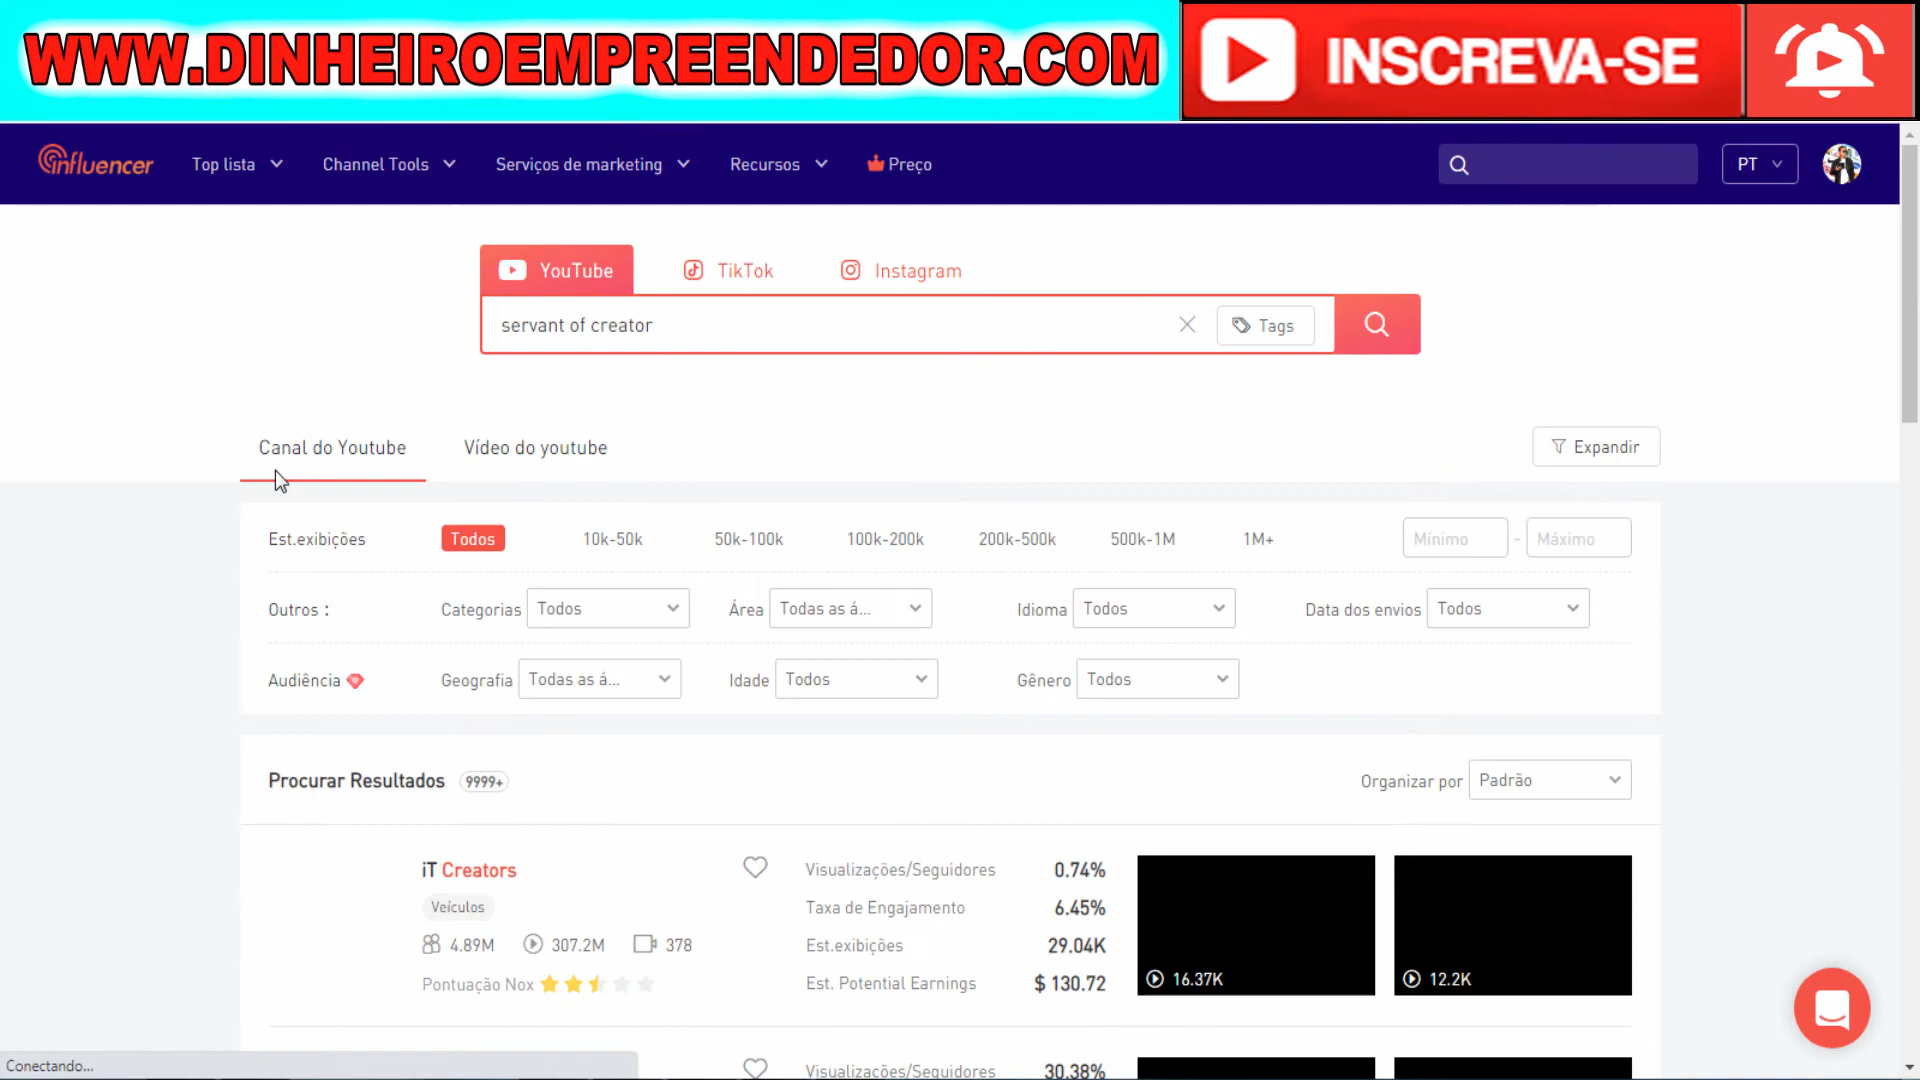 WWW.DINHEIROEMPREENDEDOR.COM INSCREVA-SE
influencer Top lista Channel Tools Serviços de marketing Recursos Preço PT
YouTube TikTok Instagram
servant of creator Tags
Canal do Youtube Vídeo do youtube Expandir
Est.exibições Todos 10k-50k 50k-100k 100k-200k 200k-500k 500k-1M 1M+ Mínimo - Máximo
Outros : Categorias Todos Área Todas as á... Idioma Todos Data dos envios Todos
Audiência Geografia Todas as á... Idade Todos Gênero Todos
Procurar Resultados 9999+ Organizar por Padrão
iT Creators Visualizações/Seguidores 0.74%
Veículos Taxa de Engajamento 6.45%
4.89M 307.2M 378 Est.exibições 29.04K
Pontuação Nox Est. Potential Earnings $ 130.72 16.37K 12.2K
Conectando... Visualizações/Seguidores 30.38%